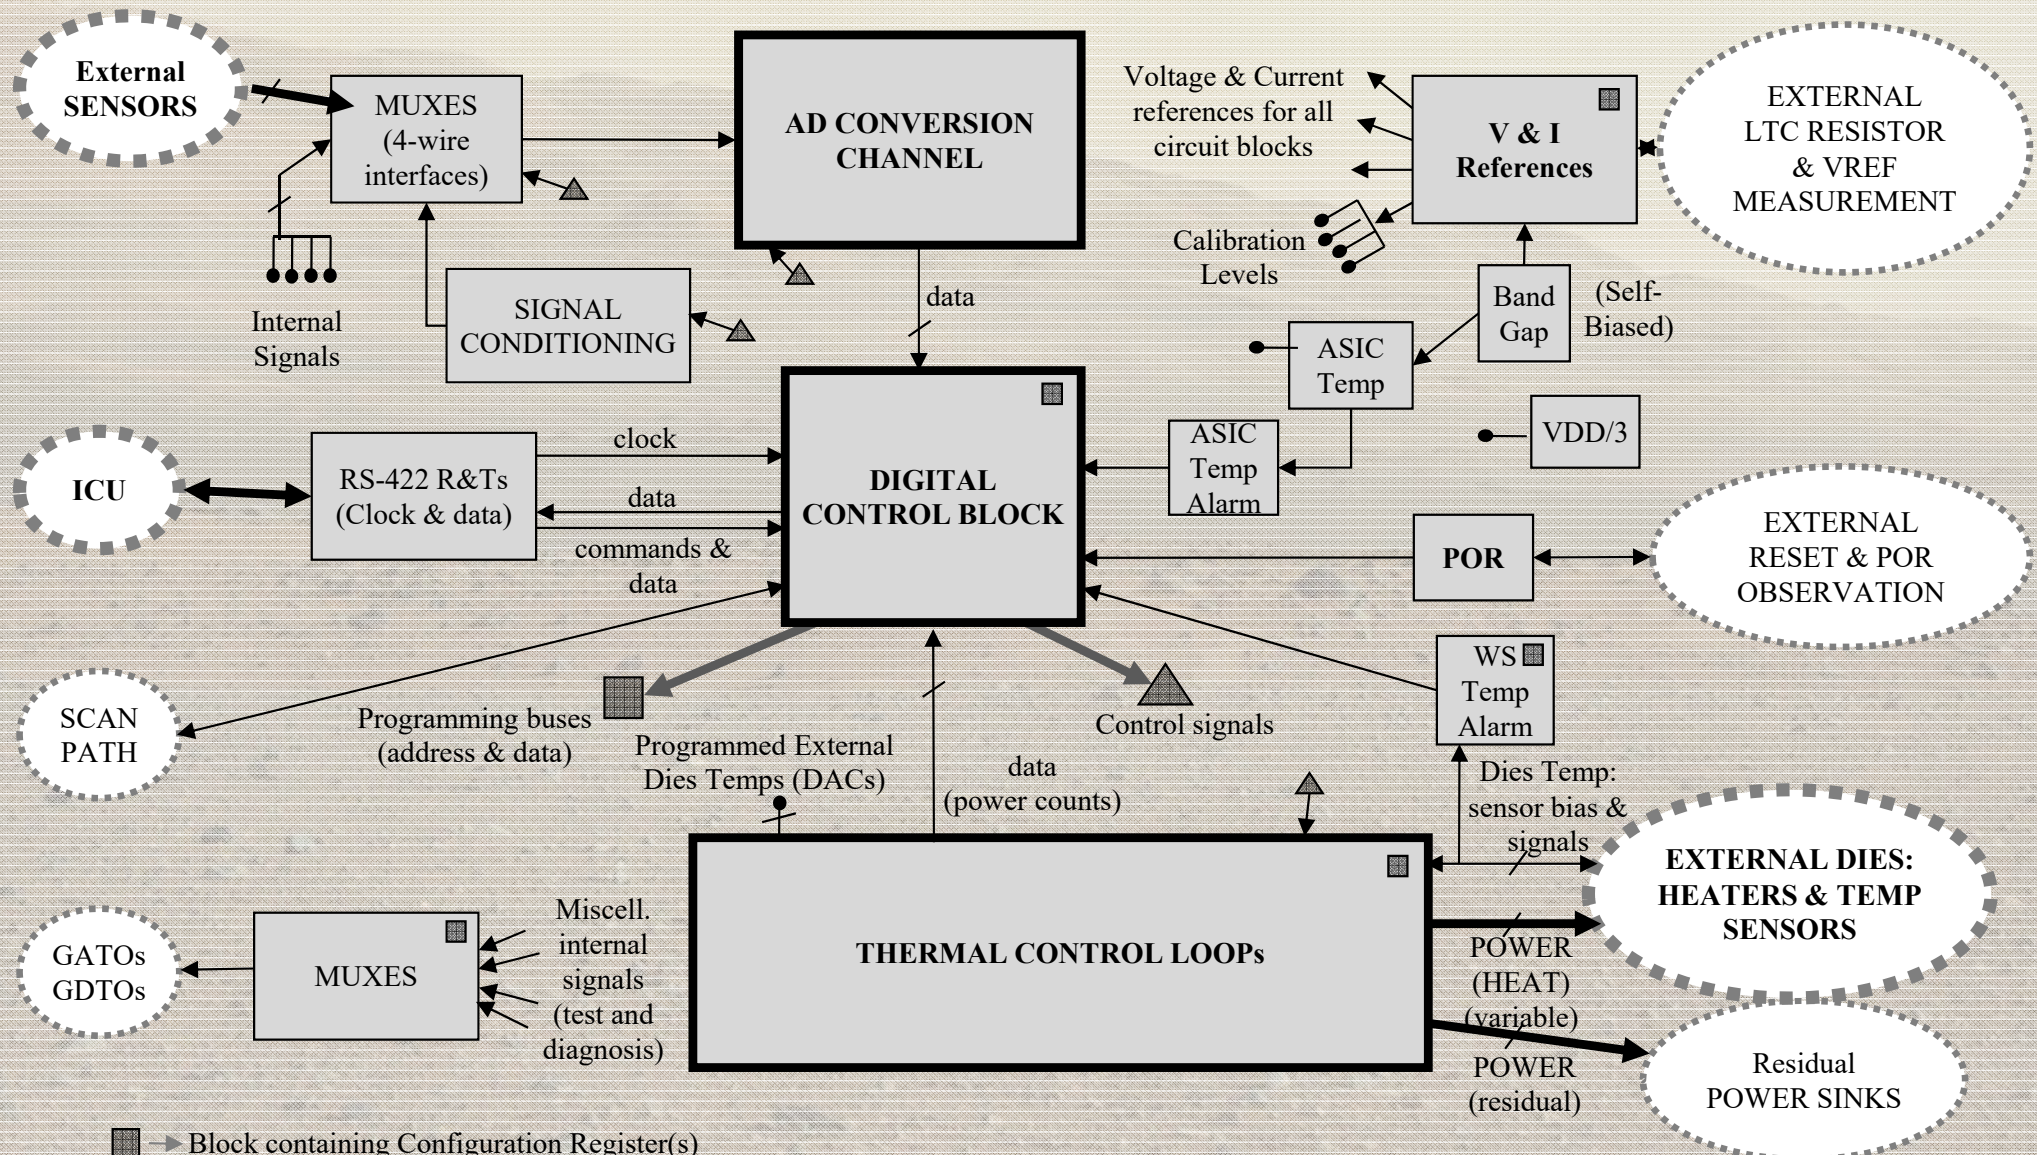 External
SENSORS
MUXES
(4-wire
interfaces)
AD CONVERSION
CHANNEL
Voltage & Current
references for all
circuit blocks
V & I
References
EXTERNAL
LTC RESISTOR
& VREF
MEASUREMENT
Calibration
Levels
Internal
Signals
SIGNAL
CONDITIONING
data
Band
Gap
(Self-
Biased)
ASIC
Temp
VDD/3
ASIC
Temp
Alarm
ICU
RS-422 R&Ts
(Clock & data)
clock
data
commands &
data
DIGITAL
CONTROL BLOCK
POR
EXTERNAL
RESET & POR
OBSERVATION
WS
Temp
Alarm
SCAN
PATH
Programming buses
(address & data)
Control signals
Programmed External
Dies Temps (DACs)
data
(power counts)
Dies Temp:
sensor bias &
signals
EXTERNAL DIES:
HEATERS & TEMP
SENSORS
GATOs
GDTOs
MUXES
Miscell.
internal
signals
(test and
diagnosis)
THERMAL CONTROL LOOPs
POWER
(HEAT)
(variable)
POWER
(residual)
Residual
POWER SINKS
Block containing Configuration Register(s)